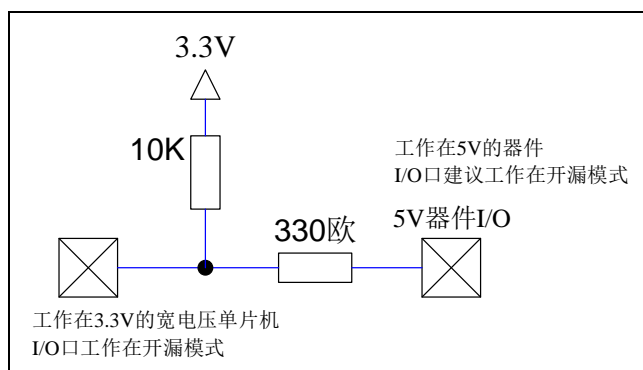 3.3V
10K
工作在5V的器件
I/O口建议工作在开漏模式
330欧
5V器件I/O
工作在3.3V的宽电压单片机
I/O口工作在开漏模式